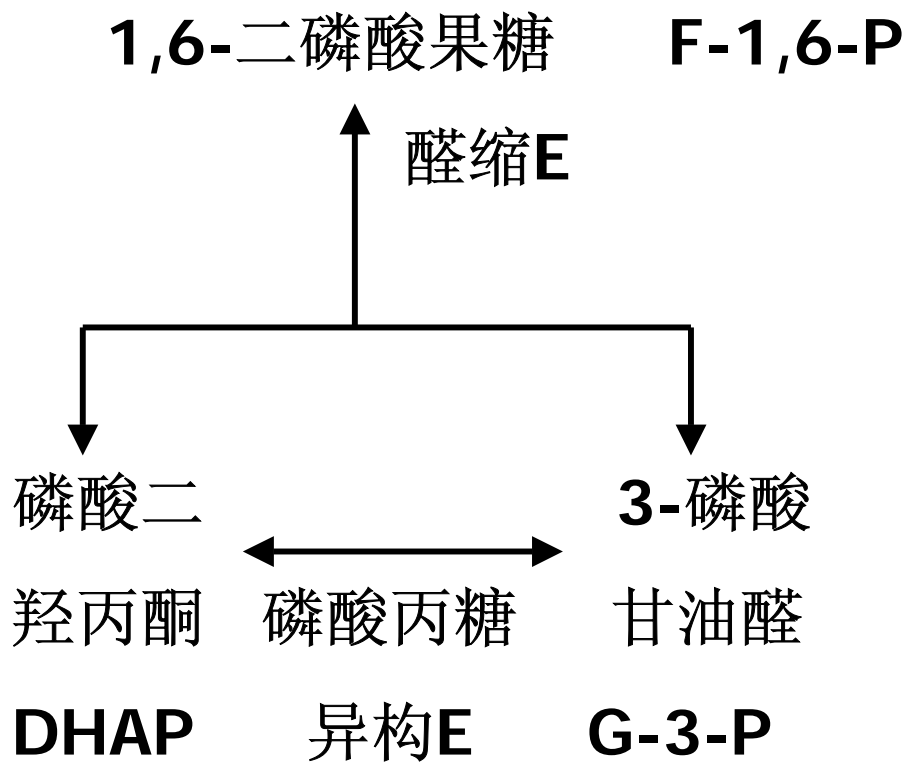 1,6-二磷酸果糖 F-1,6-P
醛缩E
磷酸二
羟丙酮
DHAP
磷酸丙糖
异构E
3-磷酸
甘油醛
G-3-P